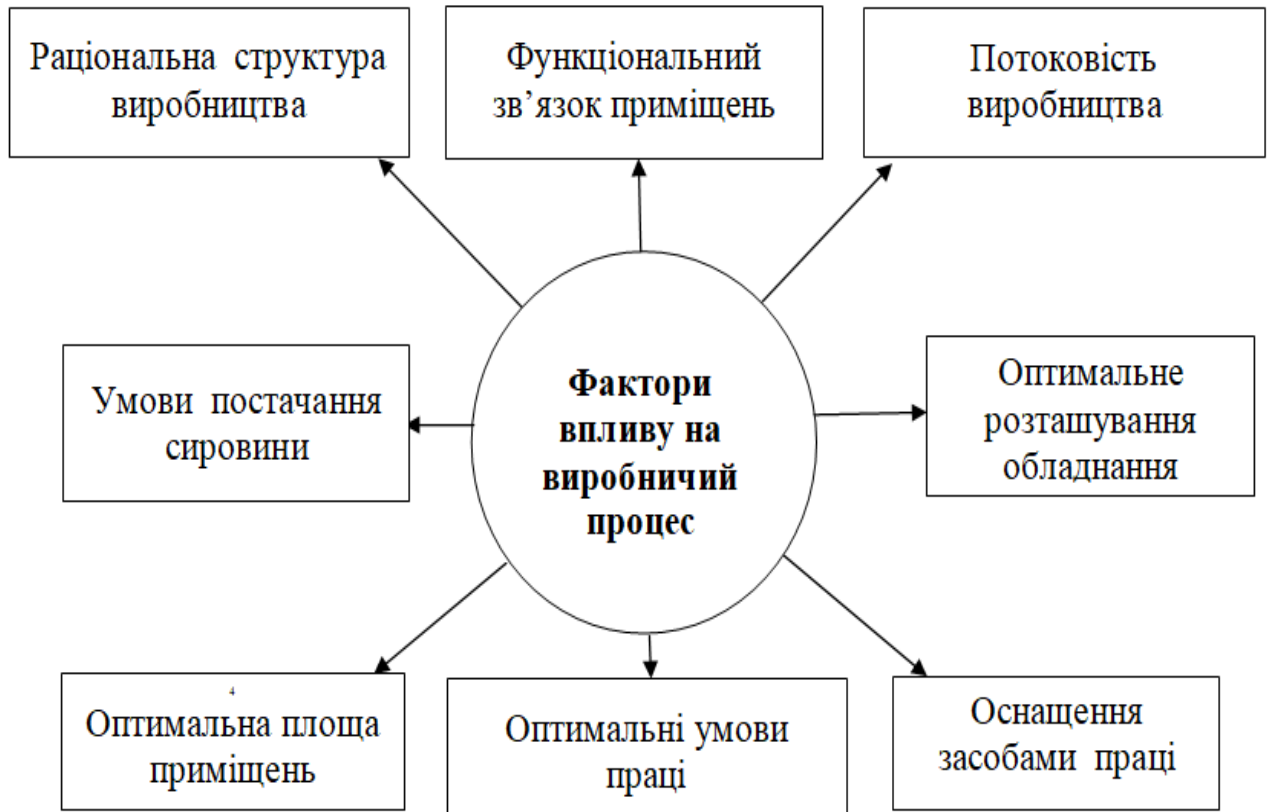 Раціональна структура
виробництва
Функціональний
зв’язок приміщень
Потоковість
виробництва
Умови постачання
сировини
Фактори
впливу на
виробничий
процес
Оптимальне
розташування
обладнання
4
Оптимальна площа
приміщень
Оптимальні умови
праці
Оснащення
засобами праці